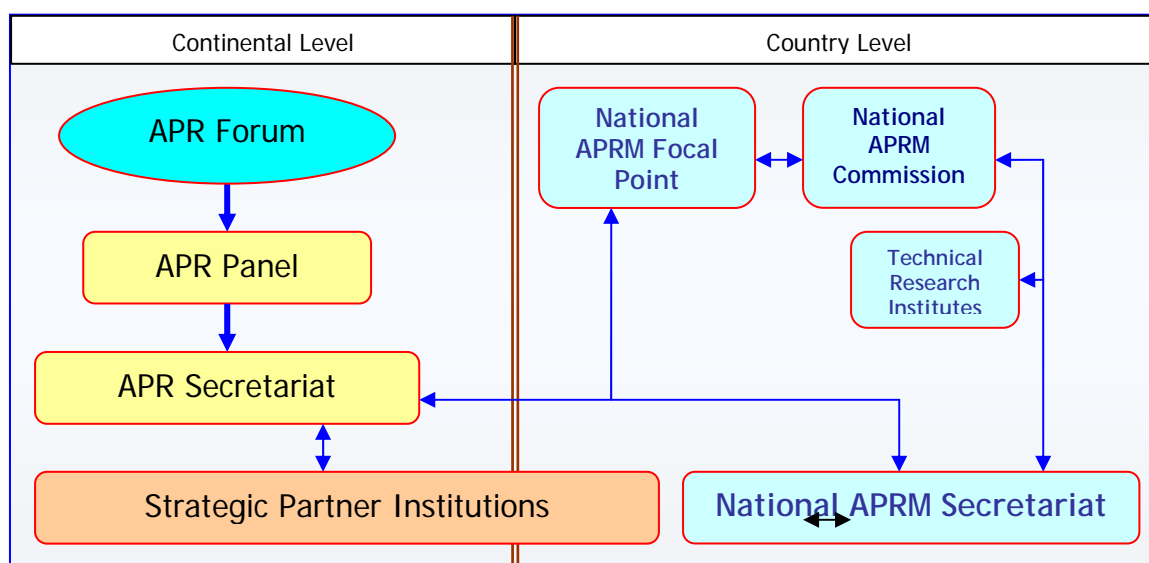 Continental Level
Country Level
APR Forum
APR Panel
APR Secretariat
Strategic Partner Institutions
National
APRM Focal
Point
National
APRM
Commission
Technical
Research
Institutes
National APRM Secretariat